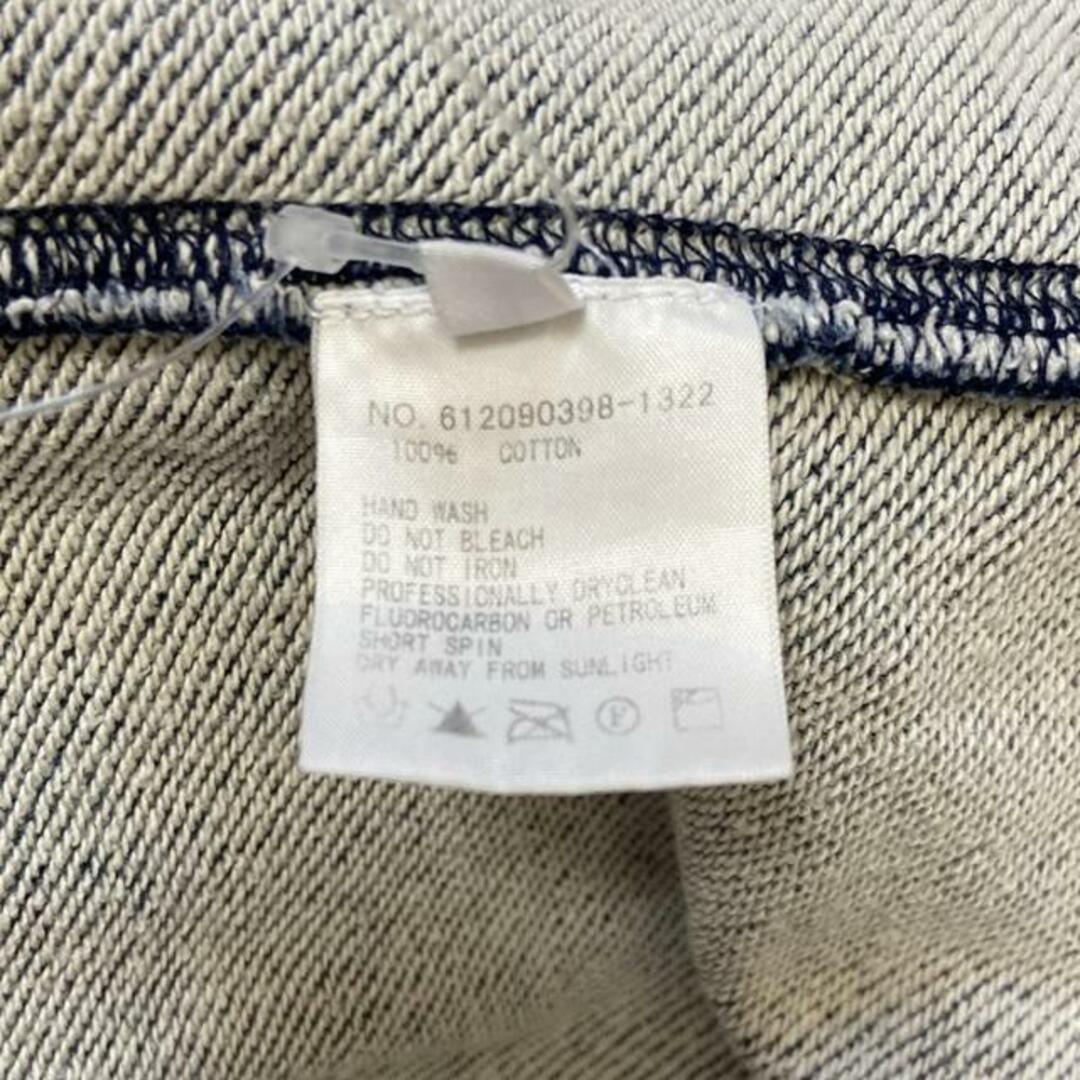 NO. 612090398-1322
100% COTTON
HAND WASH
DO NOT BLEACH
DO NOT IRON
PROFESSIONALLY DRYCLEAN
FLUOROCARBON OR PETROLEUM
SHORT SPIN
DRY AWAY FROM SUNLIGHT
F